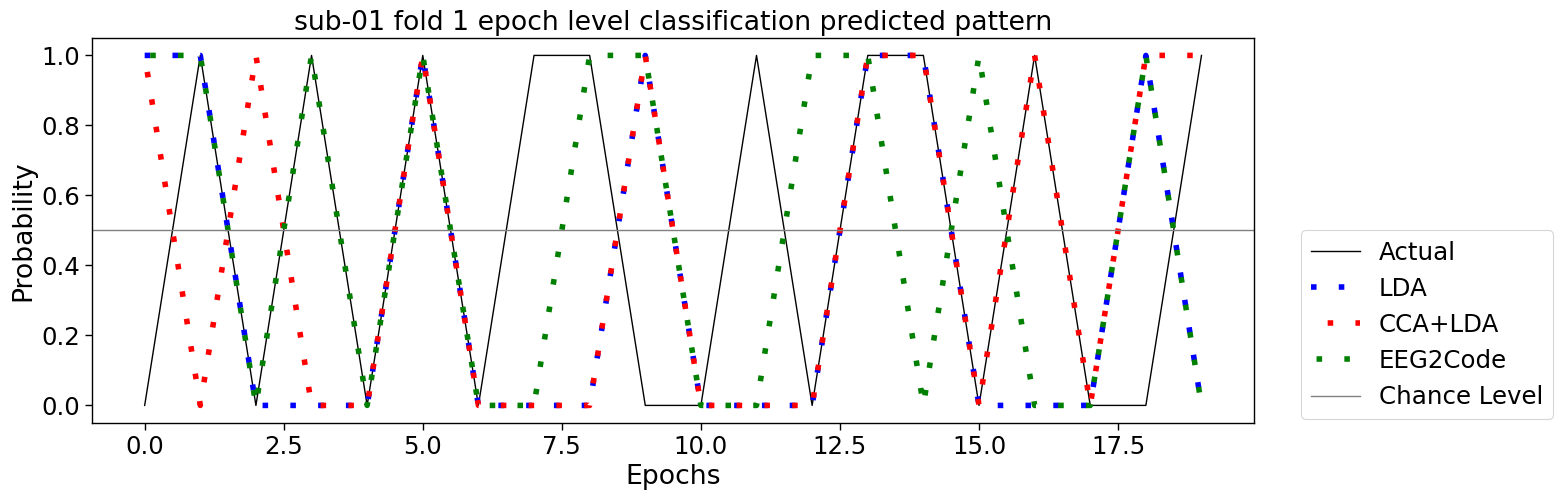 sub-01 fold 1 epoch level classification predicted pattern
Probability
1.0
0.8
0.6
0.4
0.2
0.0
0.0 2.5 5.0 7.5 10.0 12.5 15.0 17.5
Epochs
Actual
LDA
CCA+LDA
EEG2Code
Chance Level